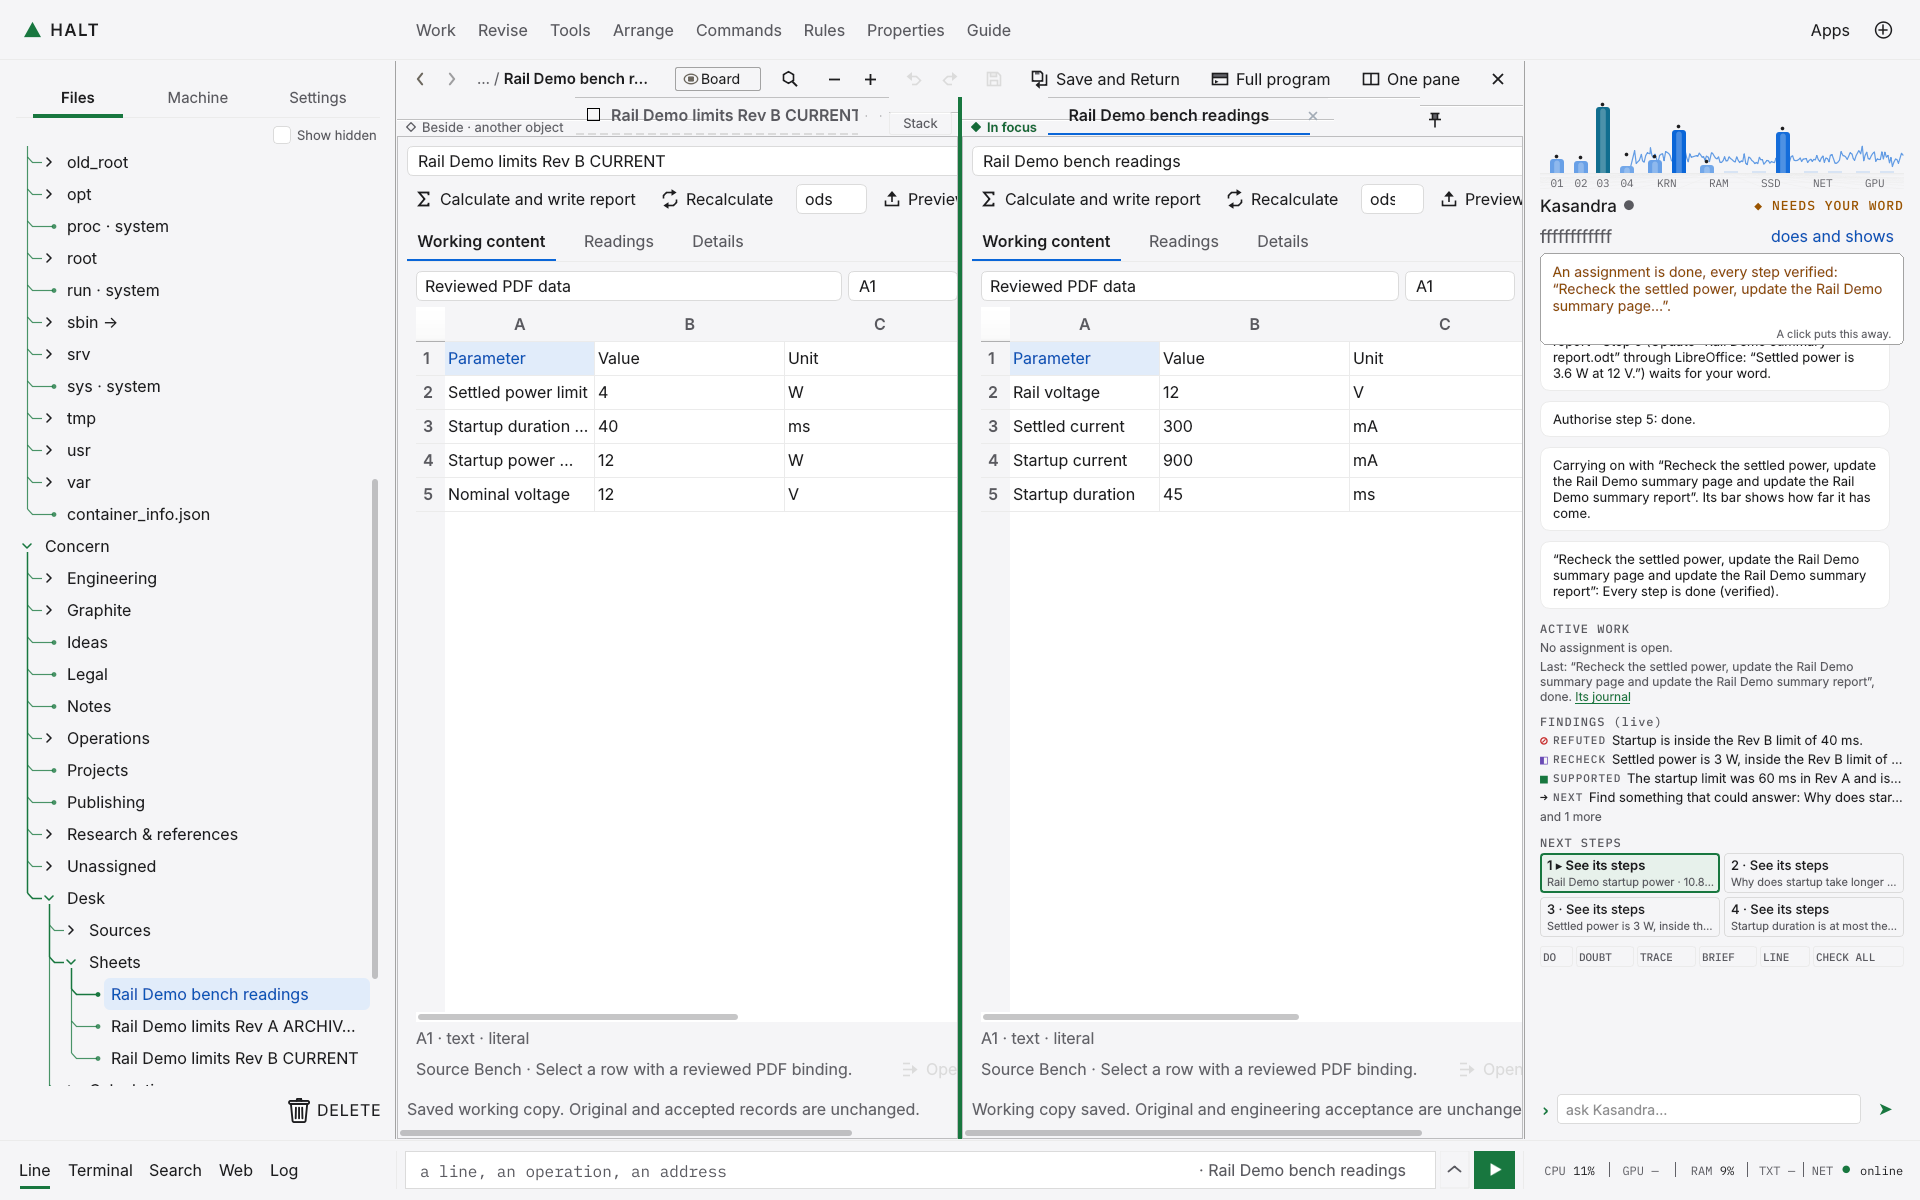 HALT
Work Revise Tools Arrange Commands Rules Properties Guide
Apps
Files Machine Settings
Show hidden
old_root
opt
proc · system
root
run · system
sbin →
srv
sys · system
tmp
usr
var
container_info.json
Concern
Engineering
Graphite
Ideas
Legal
Notes
Operations
Projects
Publishing
Research & references
Unassigned
Desk
Sources
Sheets
Rail Demo bench readings
Rail Demo limits Rev A ARCHIV...
Rail Demo limits Rev B CURRENT
DELETE
... / Rail Demo bench r... Board Save and Return Full program One pane
Beside · another object
Rail Demo limits Rev B CURRENT
Stack
Rail Demo limits Rev B CURRENT
Calculate and write report Recalculate ods Preview
Working content Readings Details
Reviewed PDF data A1
A B C
1 Parameter Value Unit
2 Settled power limit 4 W
3 Startup duration ... 40 ms
4 Startup power ... 12 W
5 Nominal voltage 12 V
A1 · text · literal
Source Bench · Select a row with a reviewed PDF binding. Ope
Saved working copy. Original and accepted records are unchanged.
In focus
Rail Demo bench readings
Rail Demo bench readings
Calculate and write report Recalculate ods Preview
Working content Readings Details
Reviewed PDF data A1
A B C
1 Parameter Value Unit
2 Rail voltage 12 V
3 Settled current 300 mA
4 Startup current 900 mA
5 Startup duration 45 ms
A1 · text · literal
Source Bench · Select a row with a reviewed PDF binding. Open
Working copy saved. Original and engineering acceptance are unchange
01 02 03 04 KRN RAM SSD NET GPU
Kasandra
NEEDS YOUR WORD
ffffffffffff
does and shows
An assignment is done, every step verified:
“Recheck the settled power, update the Rail Demo
summary page...”.
A click puts this away.
report.odt” through LibreOffice: “Settled power is
3.6 W at 12 V.”) waits for your word.
Authorise step 5: done.
Carrying on with “Recheck the settled power, update
the Rail Demo summary page and update the Rail
Demo summary report”. Its bar shows how far it has
come.
“Recheck the settled power, update the Rail Demo
summary page and update the Rail Demo summary
report”: Every step is done (verified).
ACTIVE WORK
No assignment is open.
Last: “Recheck the settled power, update the Rail Demo
summary page and update the Rail Demo summary report”,
done. Its journal
FINDINGS (live)
REFUTED Startup is inside the Rev B limit of 40 ms.
RECHECK Settled power is 3 W, inside the Rev B limit of ...
SUPPORTED The startup limit was 60 ms in Rev A and is...
→ NEXT Find something that could answer: Why does star...
and 1 more
NEXT STEPS
1 ▸ See its steps
Rail Demo startup power · 10.8...
2 · See its steps
Why does startup take longer ...
3 · See its steps
Settled power is 3 W, inside th...
4 · See its steps
Startup duration is at most the...
DO DOUBT TRACE BRIEF LINE CHECK ALL
ask Kasandra...
Line Terminal Search Web Log
a line, an operation, an address
· Rail Demo bench readings
CPU 11% GPU — RAM 9% TXT — NET online